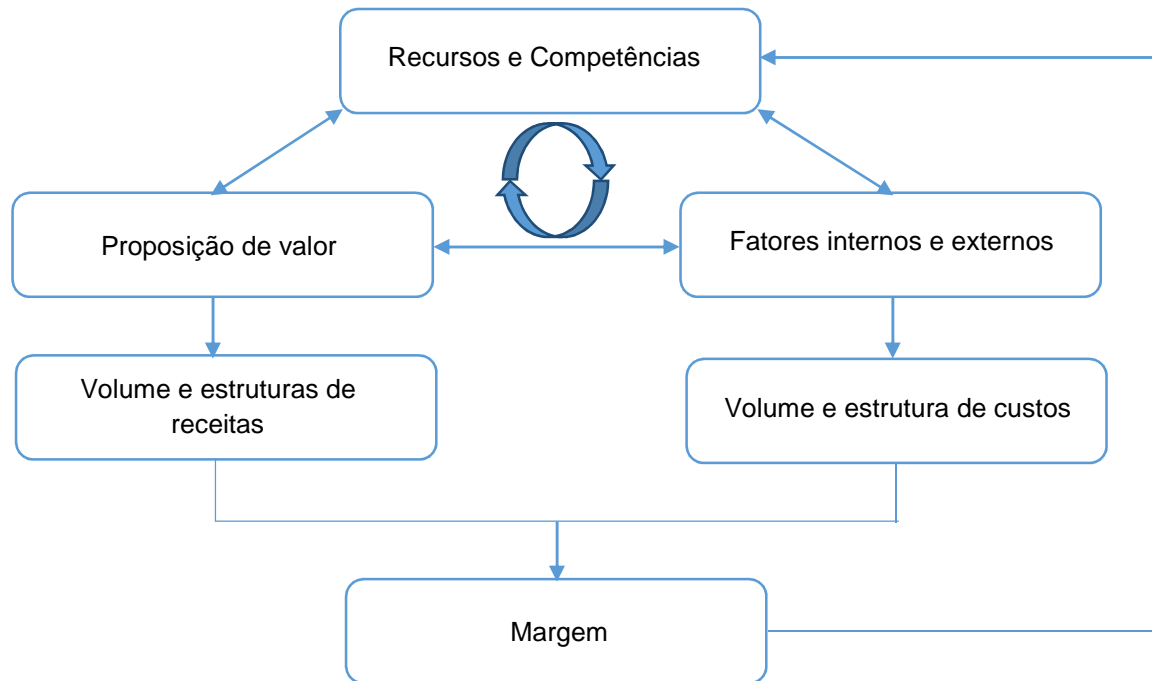 Recursos e Competências
Proposição de valor
Fatores internos e externos
Volume e estruturas de
receitas
Volume e estrutura de custos
Margem